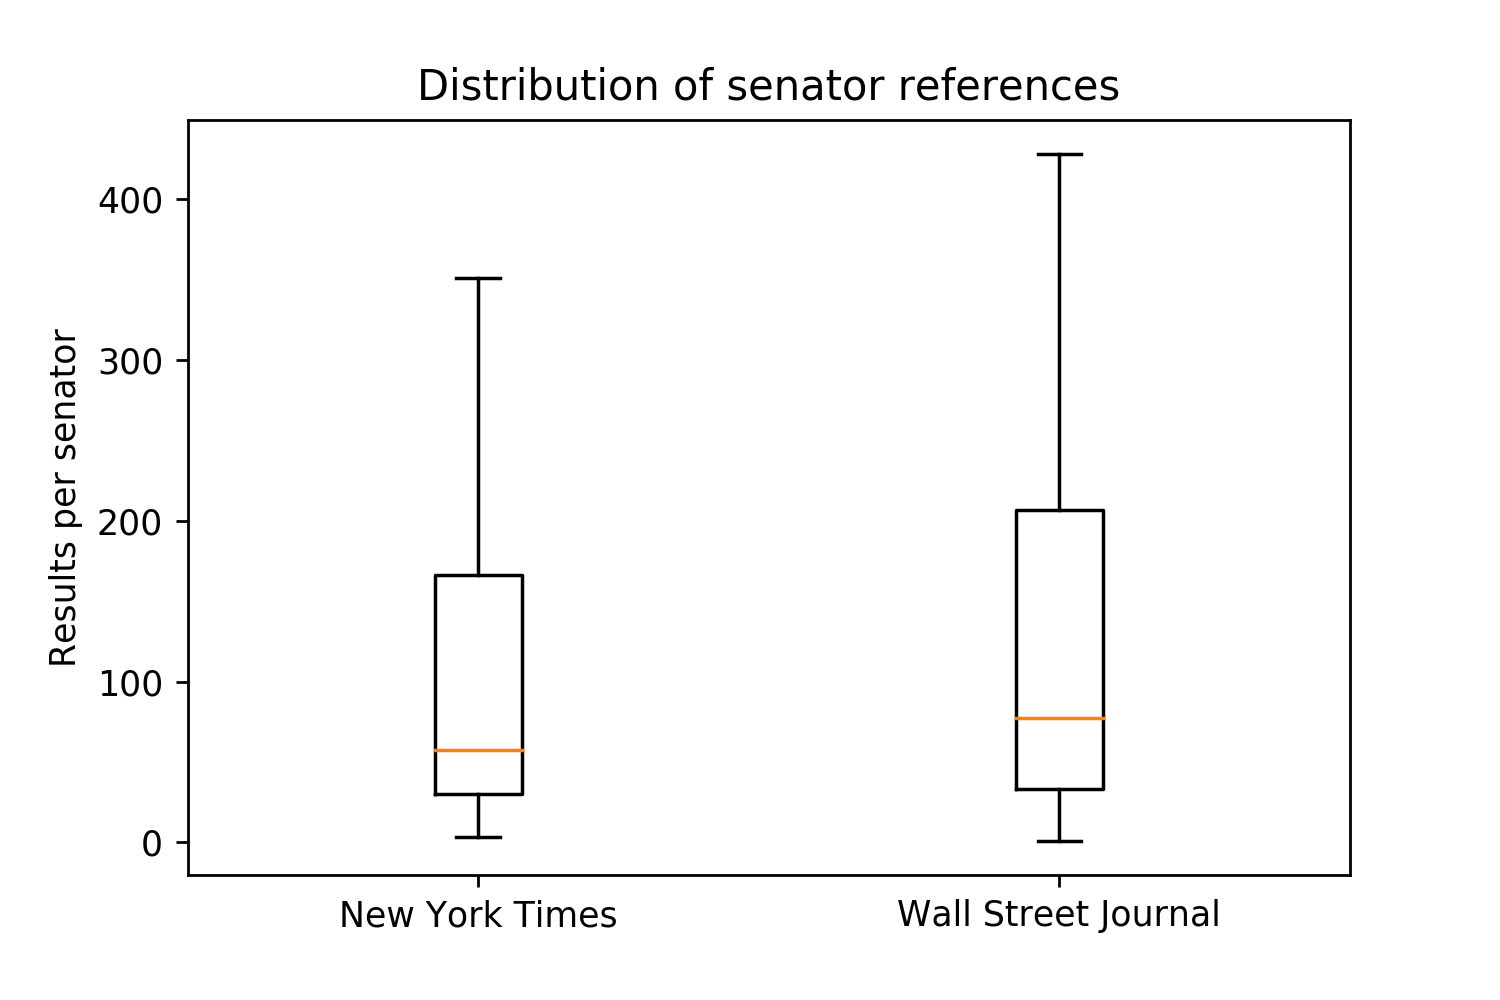 Distribution of senator references
Results per senator
400
300
200
100
0
New York Times
Wall Street Journal